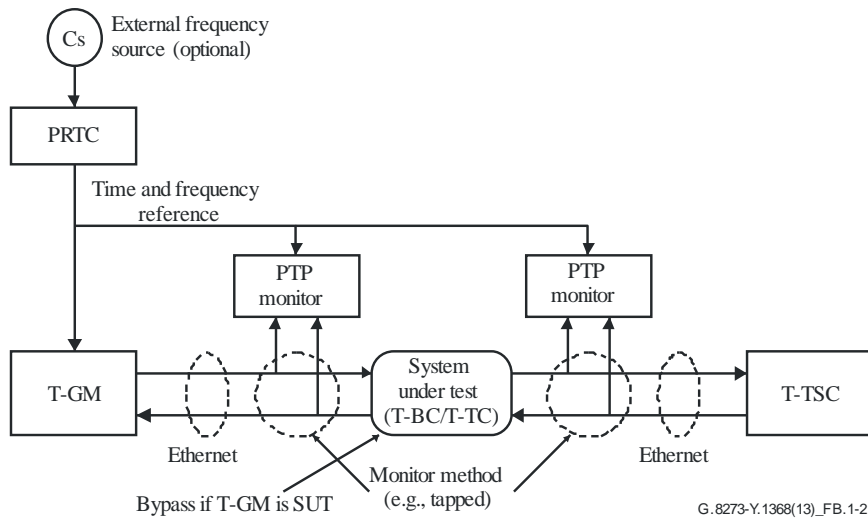 Cs
External frequency
source (optional)
PRTC
Time and frequency
reference
PTP
monitor
PTP
monitor
T-GM
System
under test
(T-BC/T-TC)
T-TSC
Ethernet
Monitor method
(e.g., tapped)
Ethernet
Bypass if T-GM is SUT
G.8273-Y.1368(13)_FB.1-2